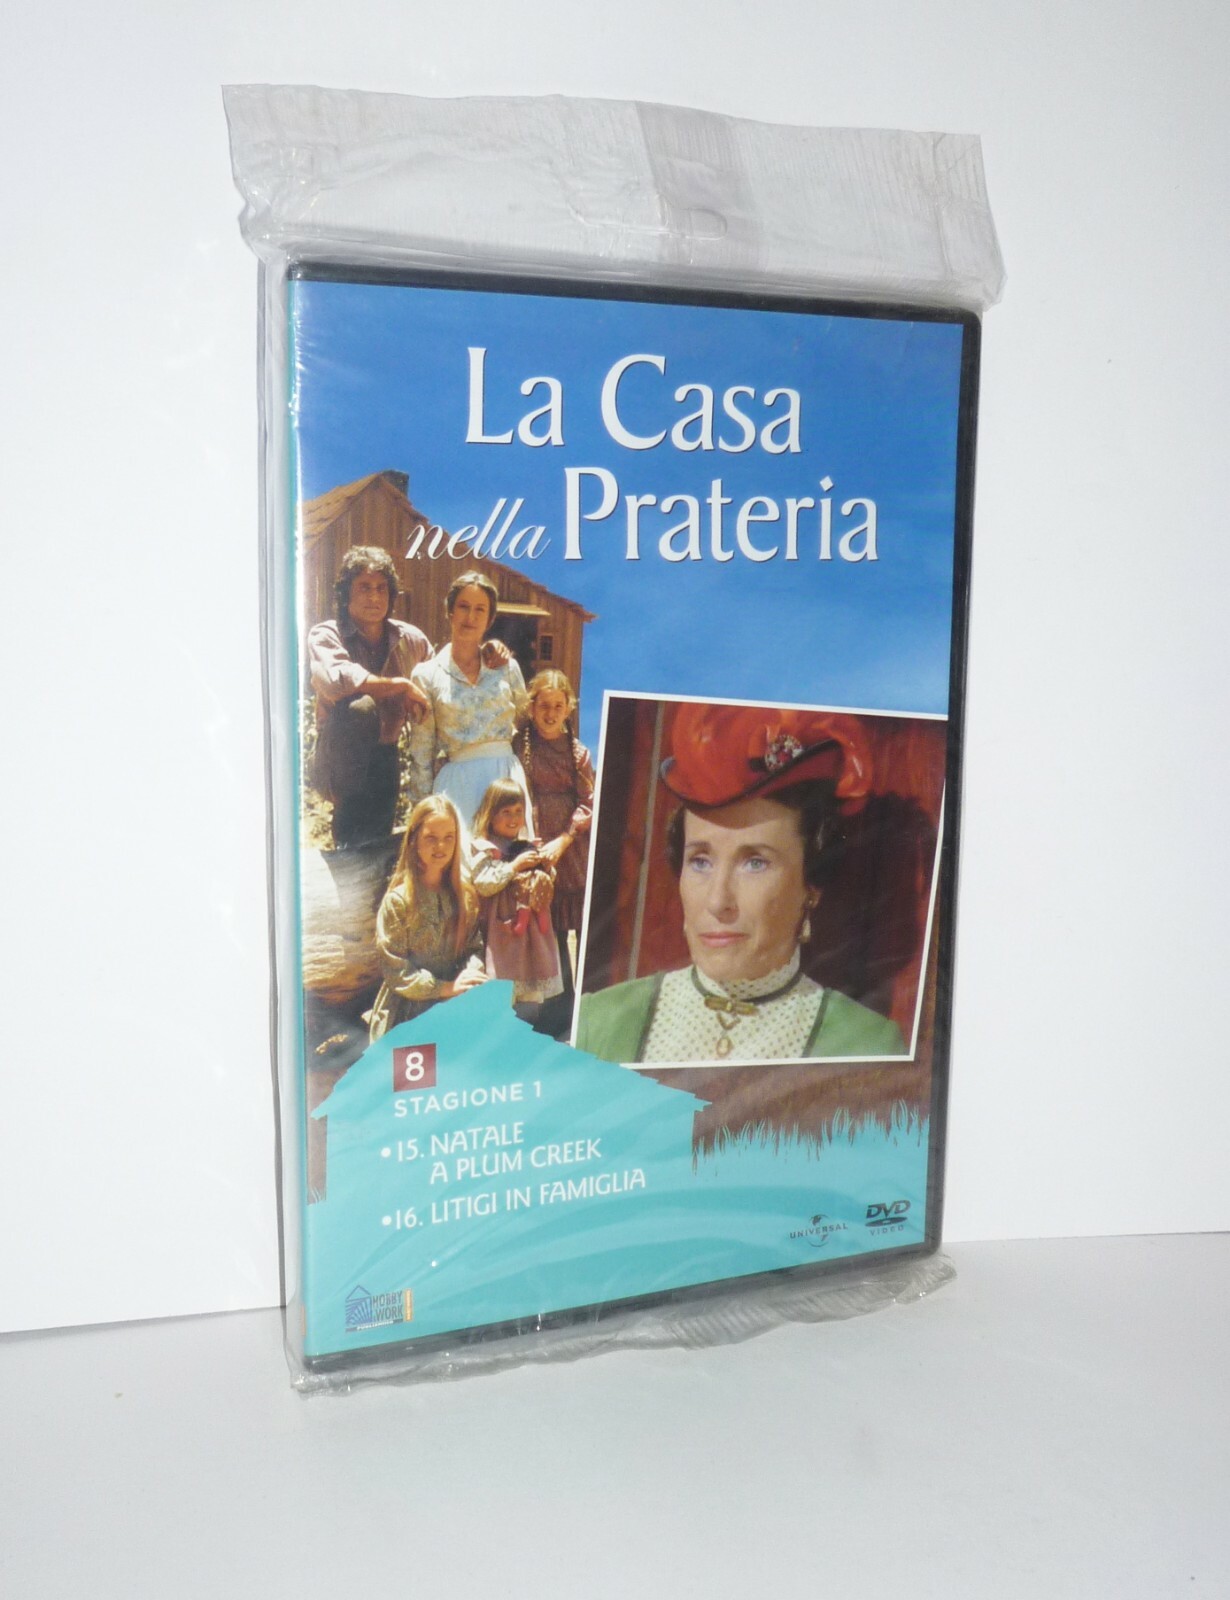 La Casa
nella Prateria
8
STAGIONE 1
•15. NATALE
A PLUM CREEK
•16. LITIGI IN FAMIGLIA
UNIVERSAL
DVD
VIDEO
HOBBY
&WORK
PUBLISHING